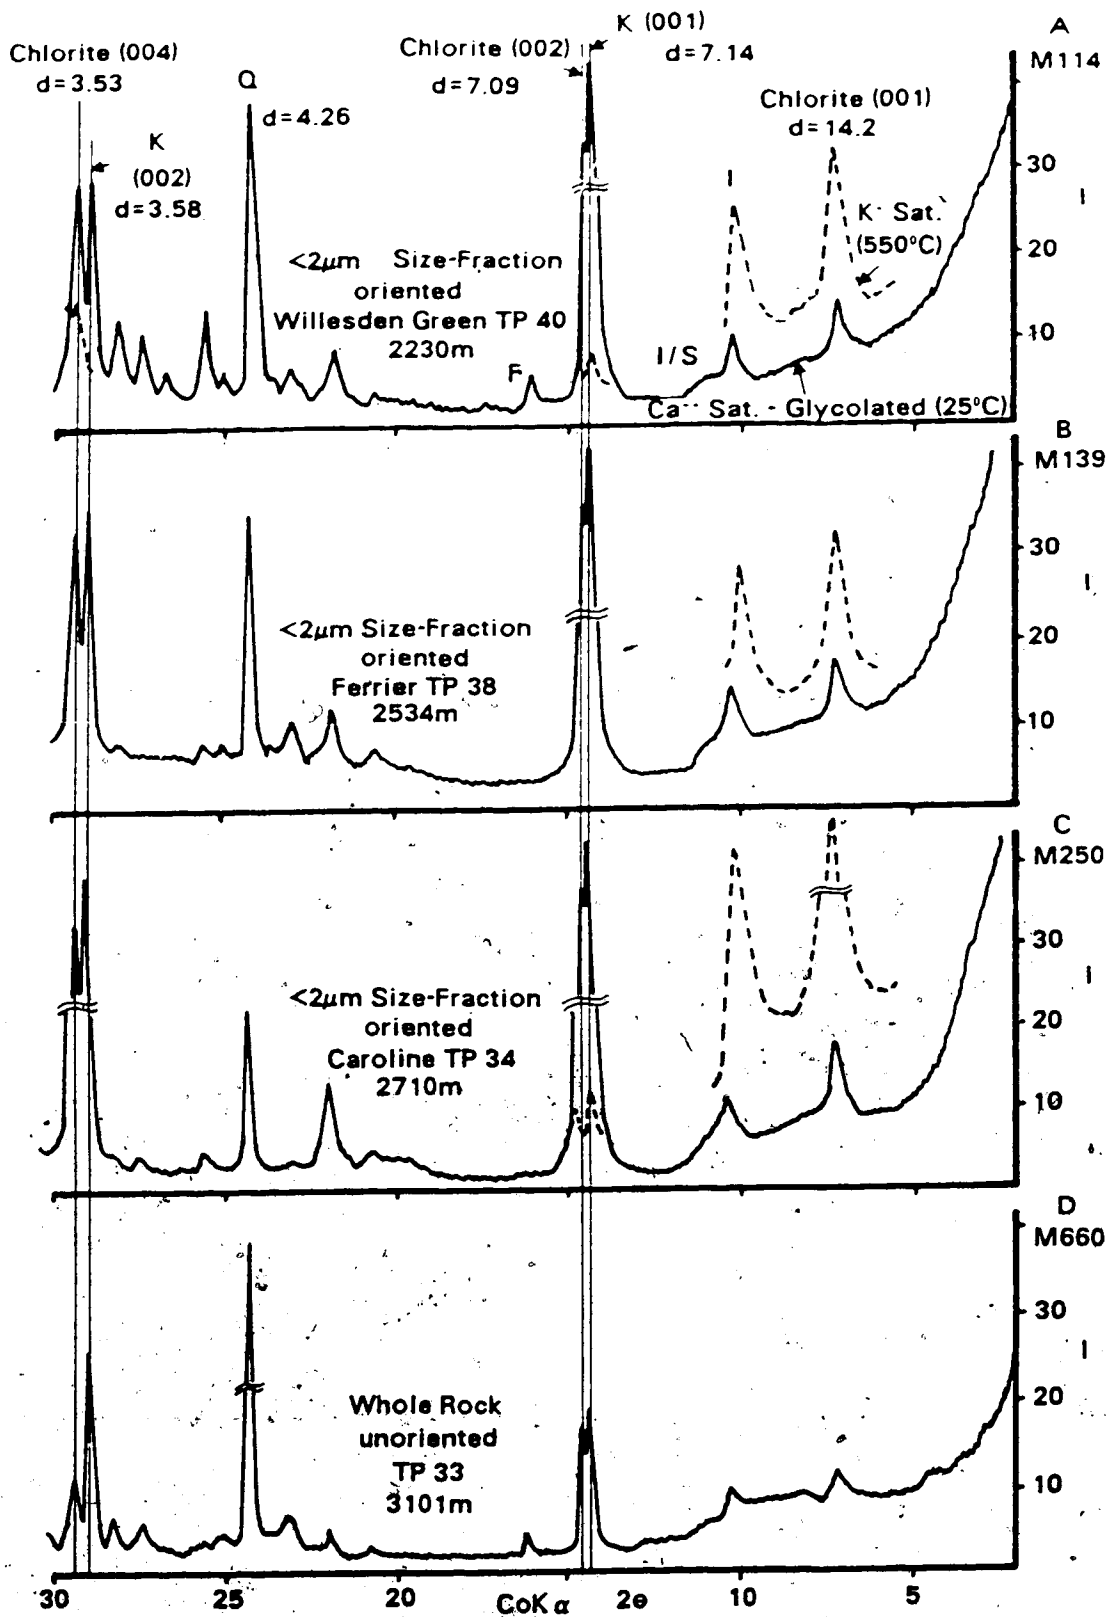 A
M114
K (001)
d=7.14
Chlorite (002)
d=7.09
Chlorite (004)
d=3.53
Q
d=4.26
K
(002)
d=3.58
Chlorite (001)
d=14.2
I
K· Sat.
(550°C)
<2μm Size-Fraction
oriented
Willesden Green TP 40
2230m
F
I/S
Ca·· Sat. - Glycolated (25°C)
30
I
20
10
B
M139
<2μm Size-Fraction
oriented
Ferrier TP 38
2534m
30
I
20
10
C
M250
<2μm Size-Fraction
oriented
Caroline TP 34
2710m
30
I
20
10
D
M660
Whole Rock
unoriented
TP 33
3101m
30
I
20
10
30 25 20 CoKα 2θ 10 5